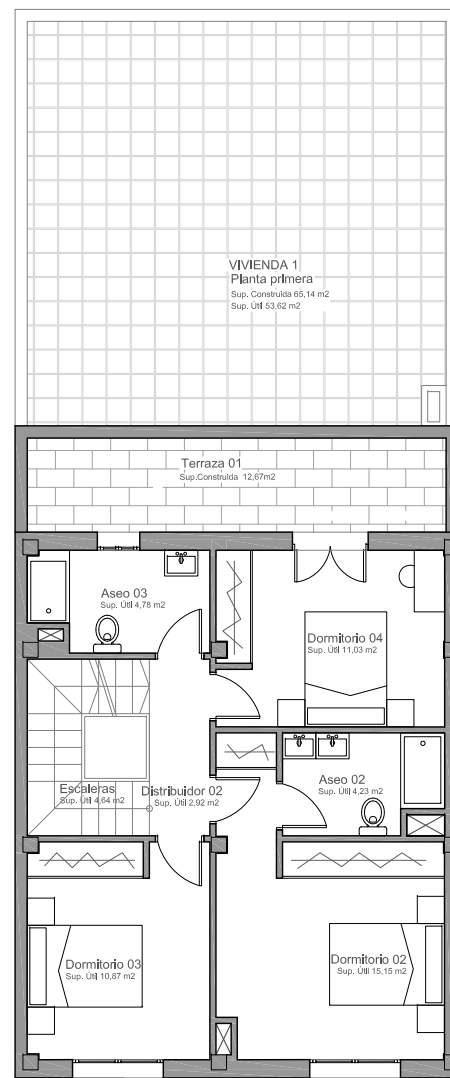 VIVIENDA 1
Planta primera
Sup. Construida 65,14 m2
Sup. Útil 53,62 m2
Terraza 01
Sup.Construida 12,67m2
Aseo 03
Sup. Útil 4,78 m2
Dormitorio 04
Sup. Útil 11,03 m2
Escaleras
Sup. Útil 4,64 m2
Distribuidor 02
Sup. Útil 2,92 m2
Aseo 02
Sup. Útil 4,23 m2
Dormitorio 03
Sup. Útil 10,87 m2
Dormitorio 02
Sup. Útil 15,15 m2